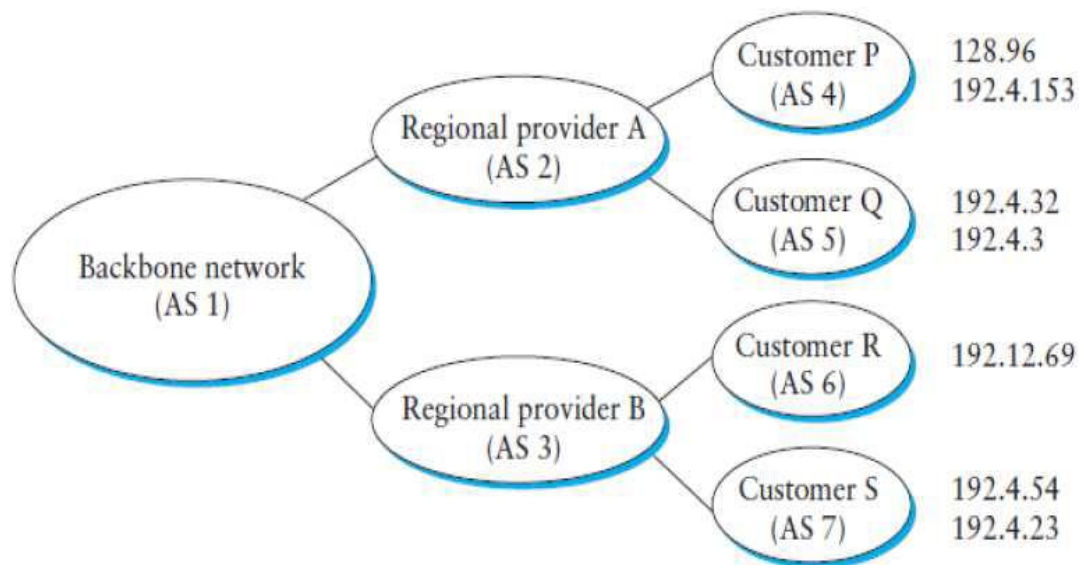 Customer P
(AS 4)
128.96
192.4.153
Regional provider A
(AS 2)
Customer Q
(AS 5)
192.4.32
192.4.3
Backbone network
(AS 1)
Customer R
(AS 6)
192.12.69
Regional provider B
(AS 3)
Customer S
(AS 7)
192.4.54
192.4.23